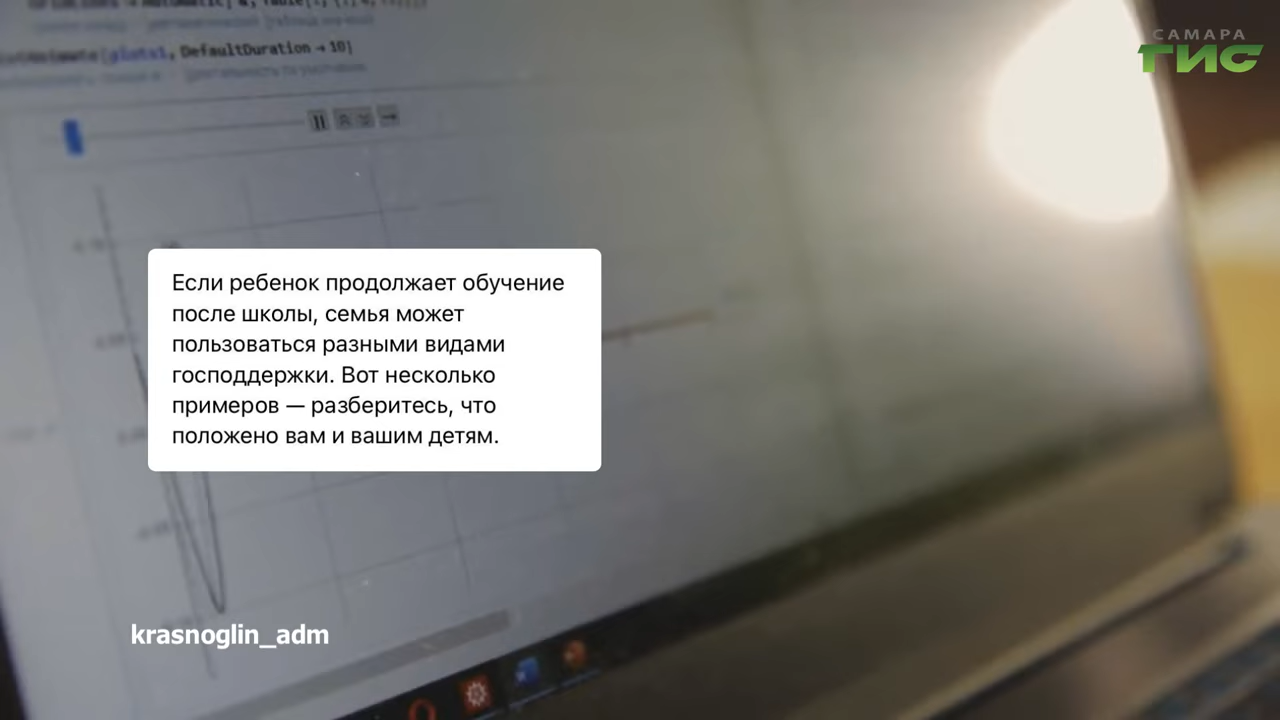 DefaultDuration → 10]
САМАРА
ГИС
Если ребенок продолжает обучение
после школы, семья может
пользоваться разными видами
господдержки. Вот несколько
примеров — разберитесь, что
положено вам и вашим детям.
krasnoglin_adm